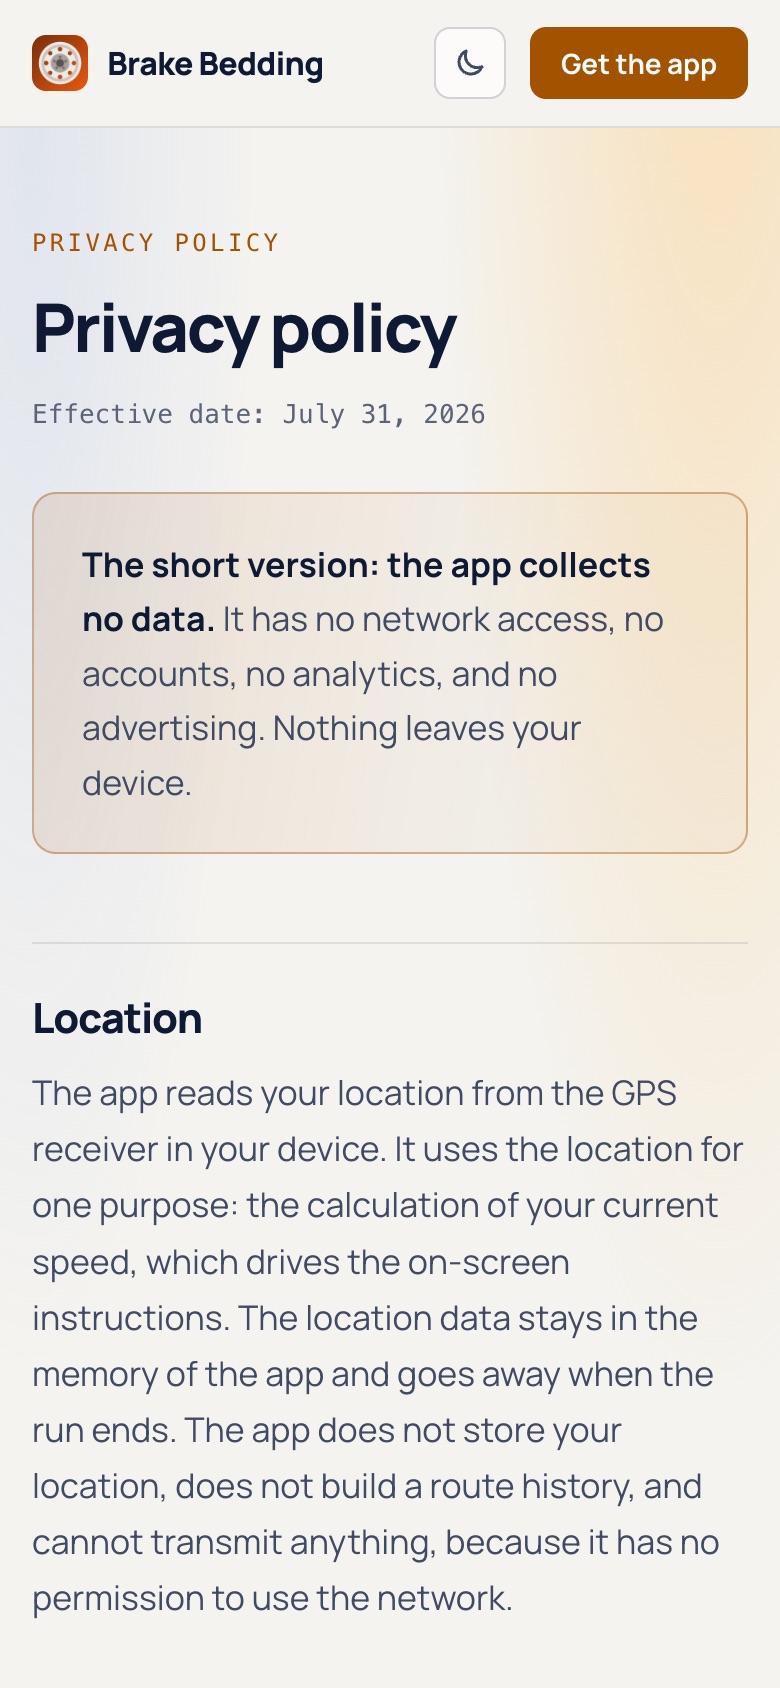 Brake Bedding
Get the app
PRIVACY POLICY
Privacy policy
Effective date: July 31, 2026
The short version: the app collects
no data. It has no network access, no
accounts, no analytics, and no
advertising. Nothing leaves your
device.
Location
The app reads your location from the GPS
receiver in your device. It uses the location for
one purpose: the calculation of your current
speed, which drives the on-screen
instructions. The location data stays in the
memory of the app and goes away when the
run ends. The app does not store your
location, does not build a route history, and
cannot transmit anything, because it has no
permission to use the network.